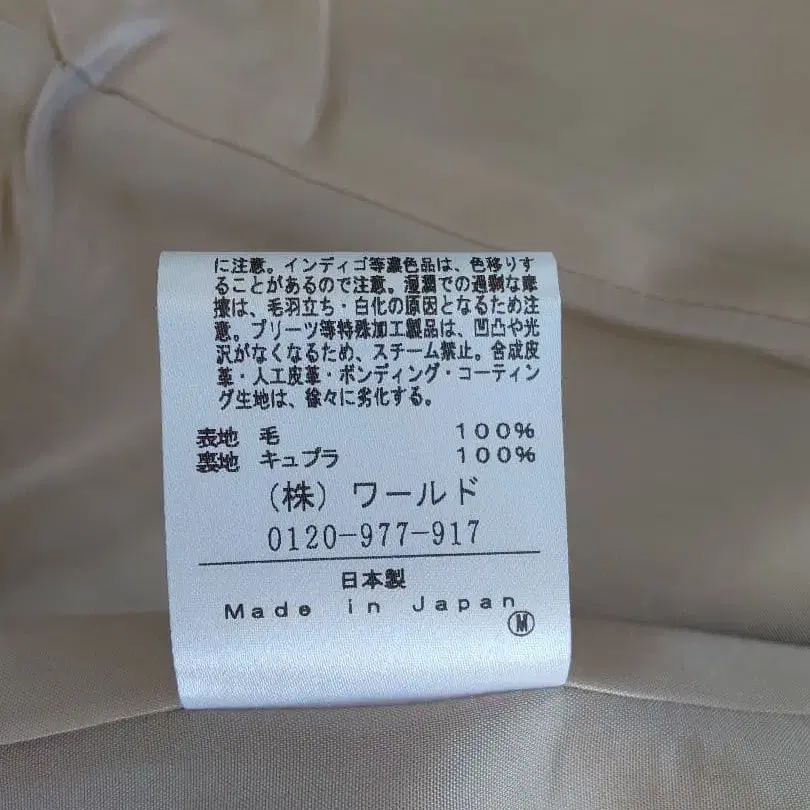 に注意。インディゴ等濃色品は、色移りす
ることがあるので注意。湿潤での過剰な摩
擦は、毛羽立ち・白化の原因となるため注
意。プリーツ等特殊加工製品は、凹凸や光
沢がなくなるため、スチーム禁止。合成皮
革・人工皮革・ボンディング・コーティン
グ生地は、徐々に劣化する。
表地 毛 100%
裏地 キュプラ 100%
(株) ワールド
0120-977-917
日本製
Made in Japan
M